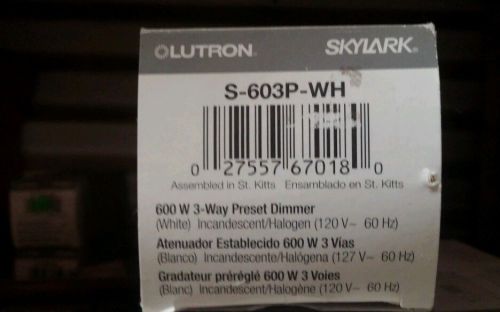 LUTRON® SKYLARK®
S-603P-WH
0 27557 67018 0
Assembled in St. Kitts Ensamblado en St. Kitts
600 W 3-Way Preset Dimmer
(White) Incandescent/Halogen (120 V~ 60 Hz)
Atenuador Establecido 600 W 3 Vías
(Blanco) Incandescente/Halógena (127 V~ 60 Hz)
Gradateur préréglé 600 W 3 Voies
(Blanc) Incandescent/Halogène (120 V~ 60 Hz)